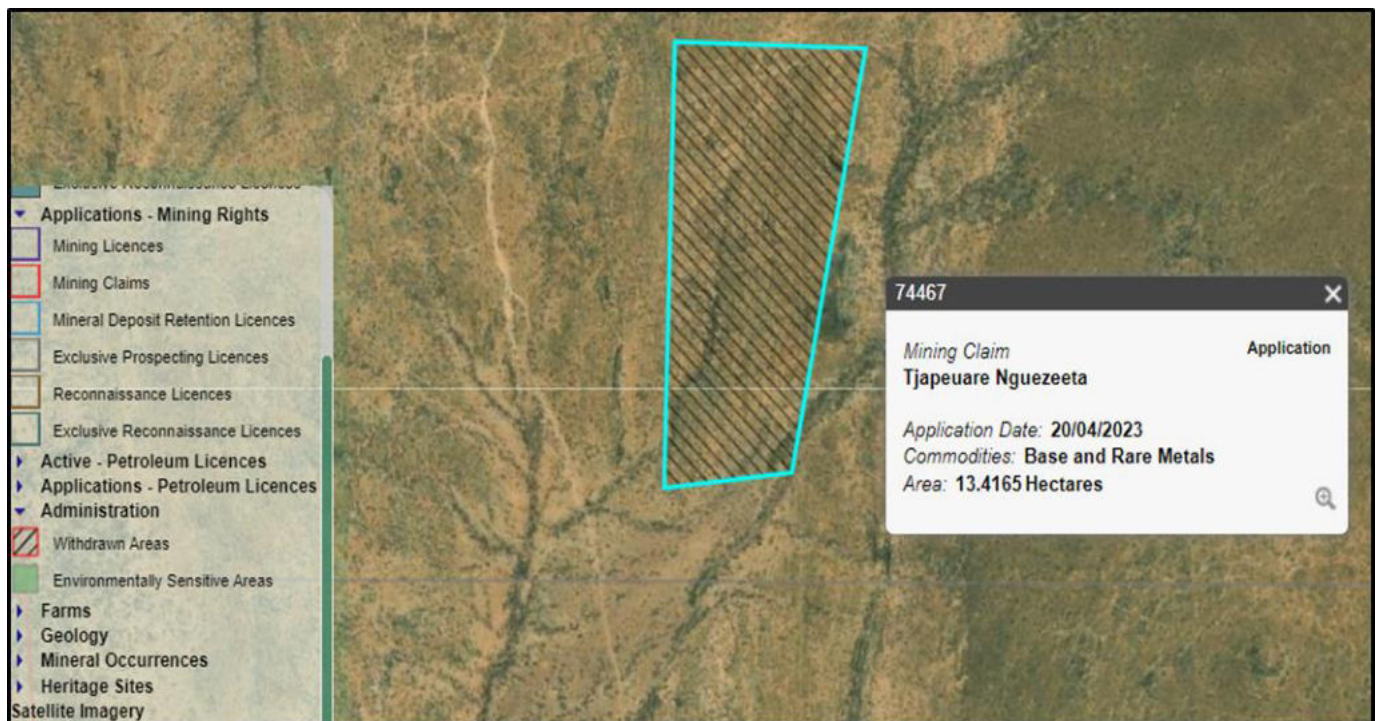 Exclusive Reconnaissance Licences
Applications - Mining Rights
Mining Licences
Mining Claims
Mineral Deposit Retention Licences
Exclusive Prospecting Licences
Reconnaissance Licences
Exclusive Reconnaissance Licences
Active - Petroleum Licences
Applications - Petroleum Licences
Administration
Withdrawn Areas
Environmentally Sensitive Areas
Farms
Geology
Mineral Occurrences
Heritage Sites
Satellite Imagery
74467
Mining Claim Application
Tjapeuare Nguezeeta
Application Date: 20/04/2023
Commodities: Base and Rare Metals
Area: 13.4165 Hectares